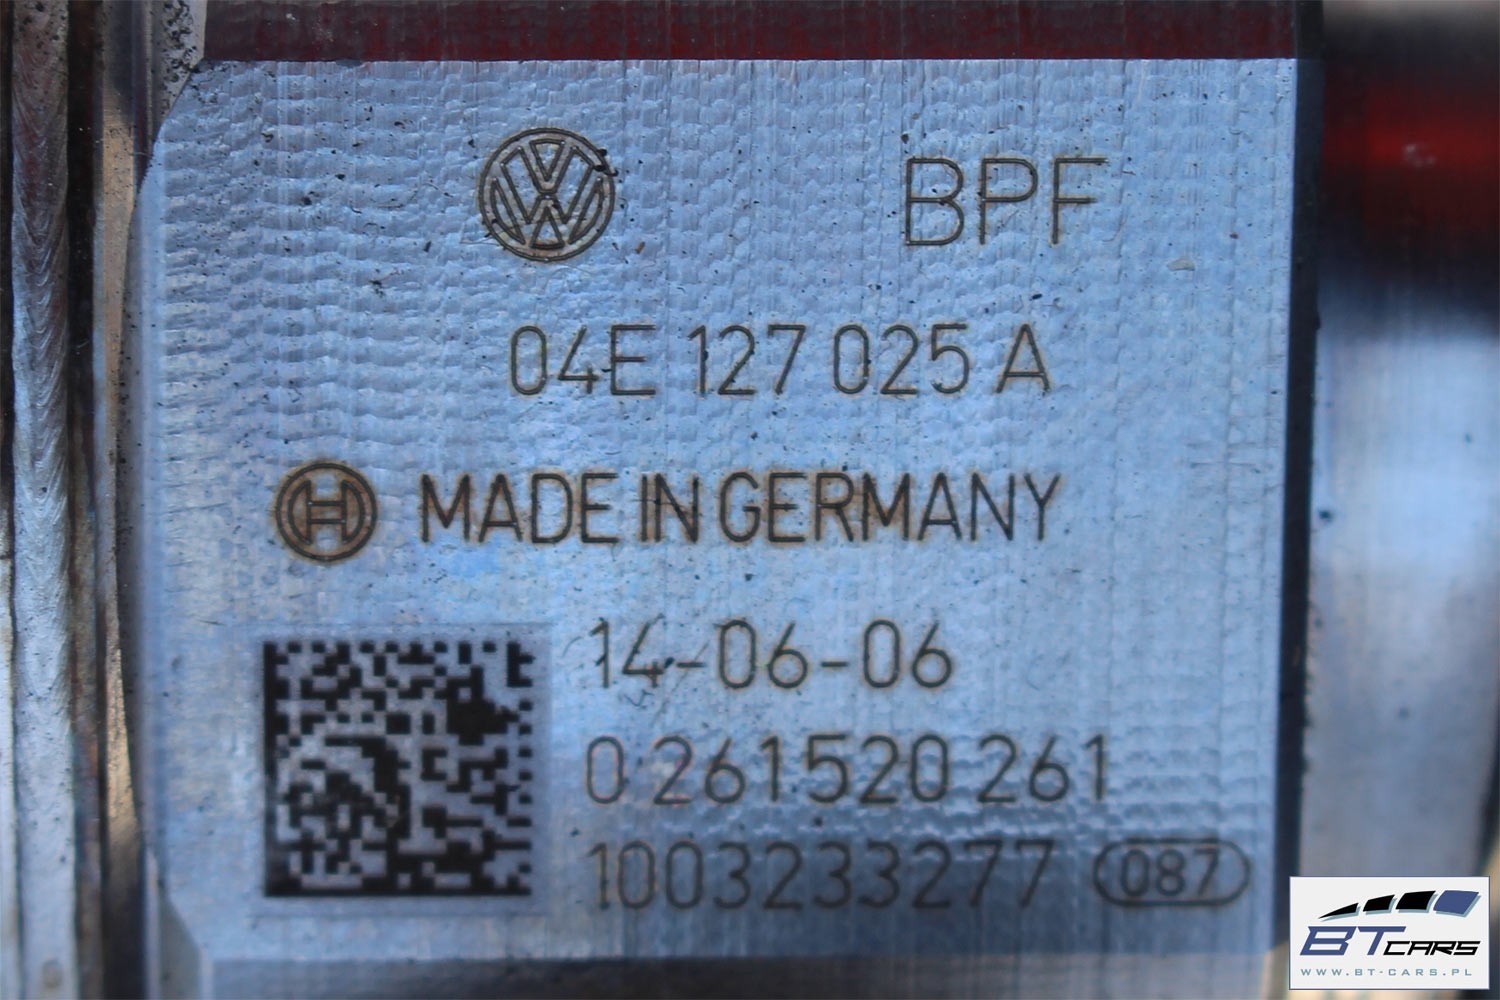 BPF
04E 127 025 A
MADE IN GERMANY
14-06-06
0 261 520 261
1003233277 087
BT CARS
WWW.BT-CARS.PL